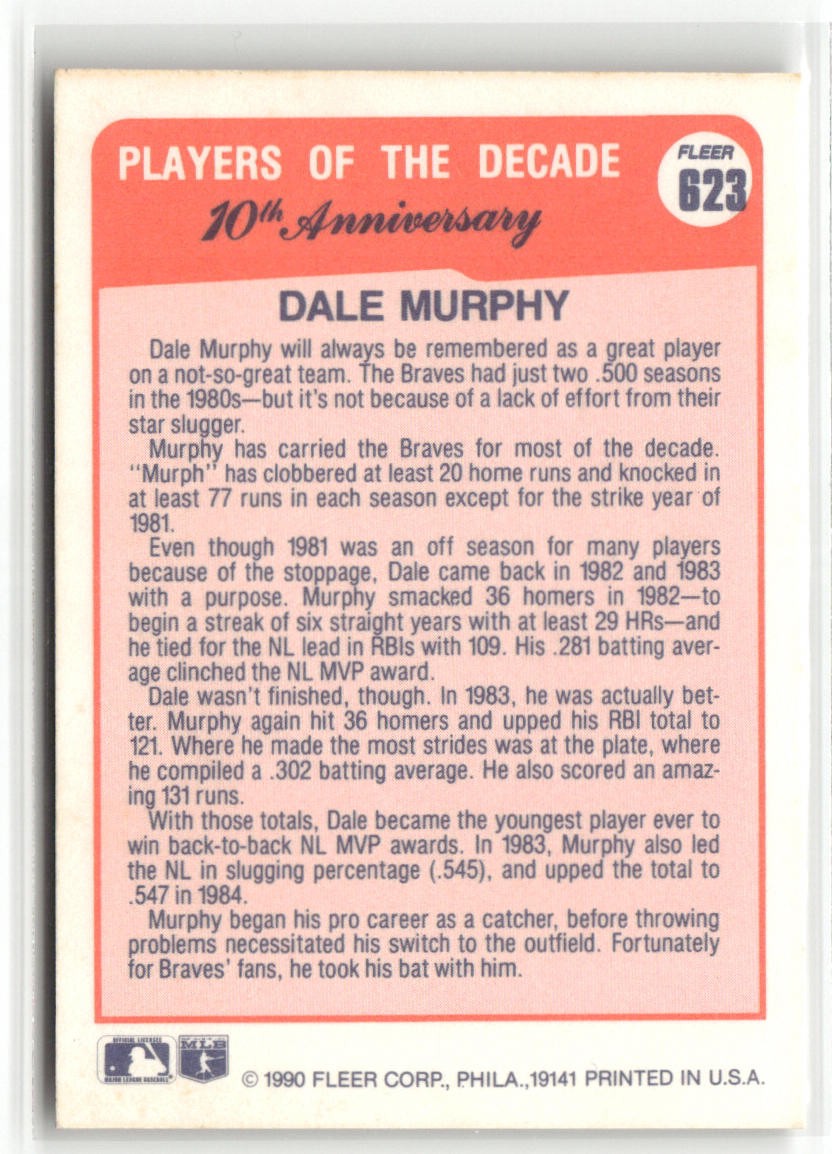 PLAYERS OF THE DECADE
10th Anniversary
FLEER
623
DALE MURPHY
Dale Murphy will always be remembered as a great player
on a not-so-great team. The Braves had just two .500 seasons
in the 1980s—but it's not because of a lack of effort from their
star slugger.
Murphy has carried the Braves for most of the decade.
"Murph" has clobbered at least 20 home runs and knocked in
at least 77 runs in each season except for the strike year of
1981.
Even though 1981 was an off season for many players
because of the stoppage, Dale came back in 1982 and 1983
with a purpose. Murphy smacked 36 homers in 1982—to
begin a streak of six straight years with at least 29 HRs—and
he tied for the NL lead in RBIs with 109. His .281 batting aver-
age clinched the NL MVP award.
Dale wasn't finished, though. In 1983, he was actually bet-
ter. Murphy again hit 36 homers and upped his RBI total to
121. Where he made the most strides was at the plate, where
he compiled a .302 batting average. He also scored an amaz-
ing 131 runs.
With those totals, Dale became the youngest player ever to
win back-to-back NL MVP awards. In 1983, Murphy also led
the NL in slugging percentage (.545), and upped the total to
.547 in 1984.
Murphy began his pro career as a catcher, before throwing
problems necessitated his switch to the outfield. Fortunately
for Braves' fans, he took his bat with him.
OFFICIAL LICENSEE
MAJOR LEAGUE BASEBALL
MLB
© 1990 FLEER CORP., PHILA.,19141 PRINTED IN U.S.A.